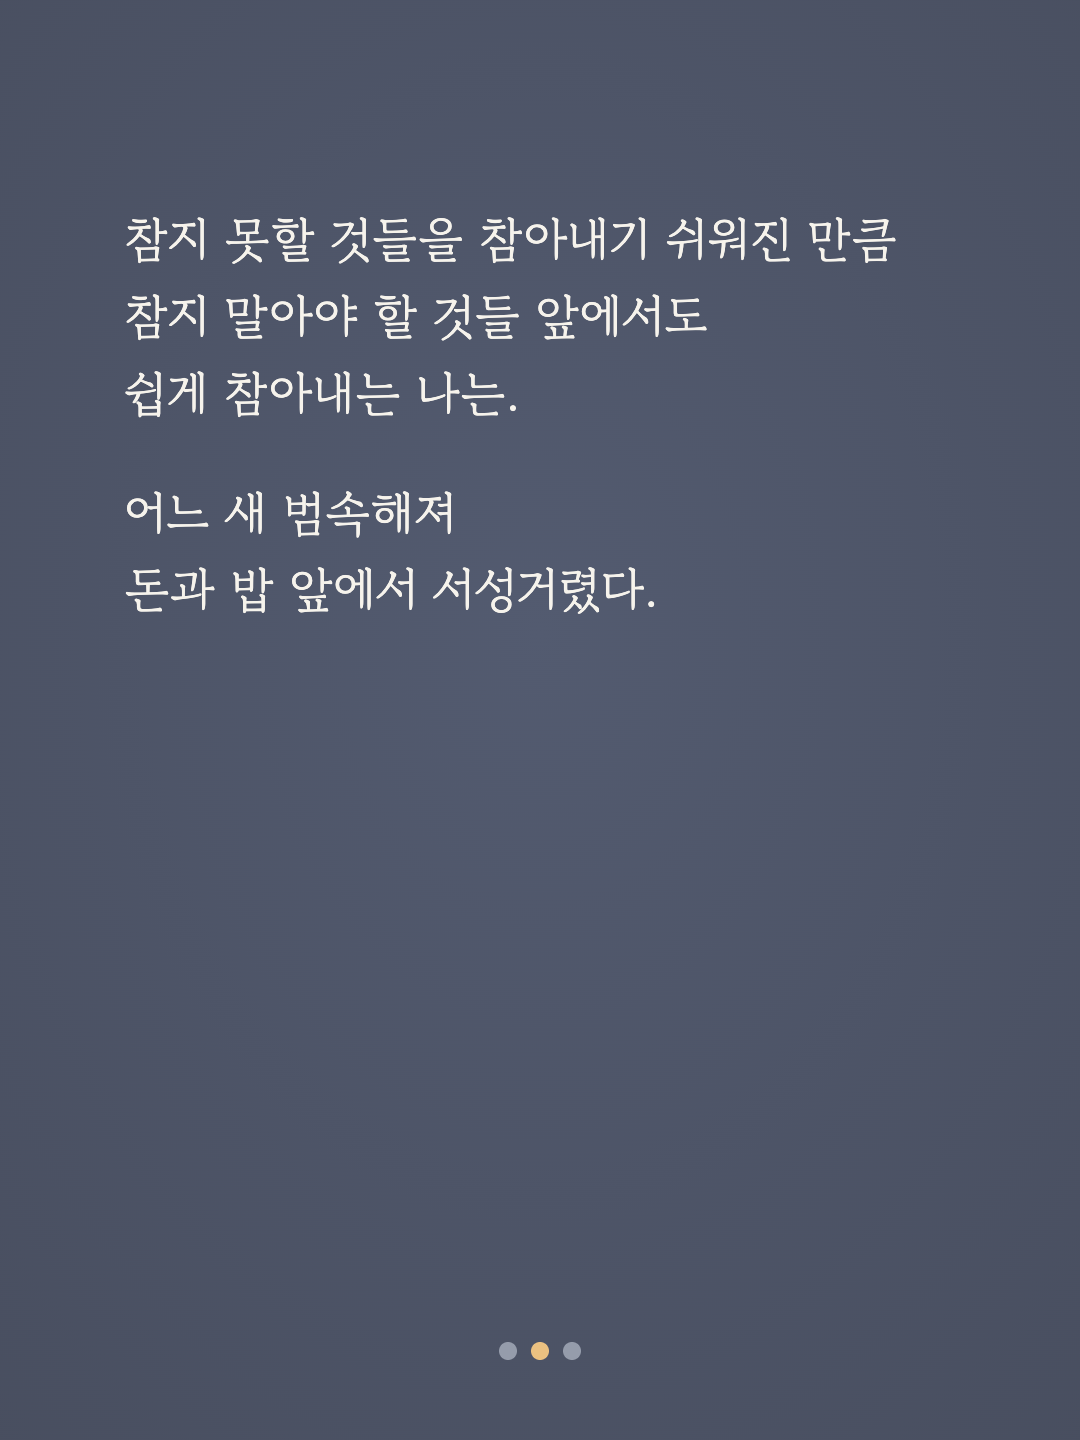 참지 못할 것들을 참아내기 쉬워진 만큼
참지 말아야 할 것들 앞에서도
쉽게 참아내는 나는.
어느 새 범속해져
돈과 밥 앞에서 서성거렸다.